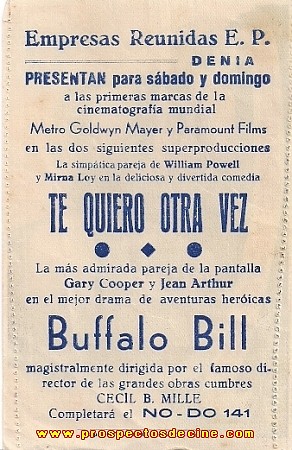 Empresas Reunidas E. P.
DENIA
PRESENTAN para sábado y domingo
a las primeras marcas de la
cinematografía mundial
Metro Goldwyn Mayer y Paramount Films
en las dos siguientes superproducciones
La simpática pareja de William Powell
y Mirna Loy en la deliciosa y divertida comedia
TE QUIERO OTRA VEZ
La más admirada pareja de la pantalla
Gary Cooper y Jean Arthur
en el mejor drama de aventuras heróicas
Buffalo Bill
magistralmente dirigida por el famoso di-
rector de las grandes obras cumbres
CECIL B. MILLE
Completará el NO-DO 141
www.prospectosdecine.com